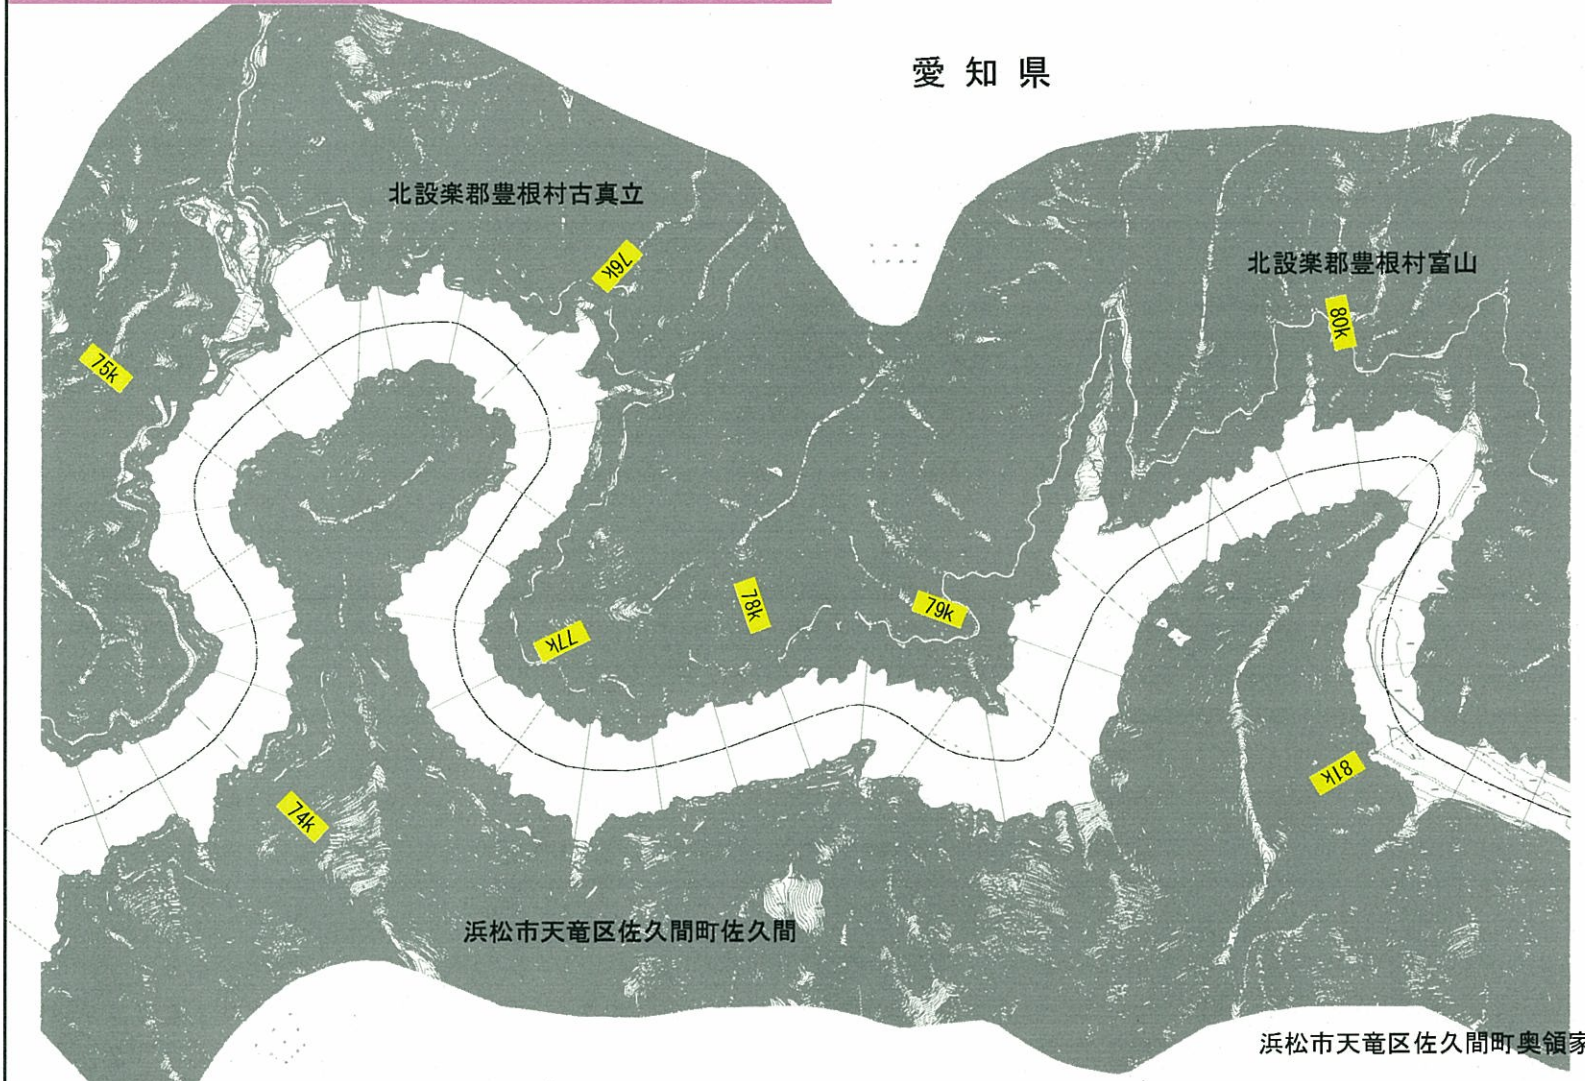 愛知県
北設楽郡豊根村古真立
76k
北設楽郡豊根村富山
80k
75k
78k
79k
77k
81k
74k
浜松市天竜区佐久間町佐久間
浜松市天竜区佐久間町奥領家